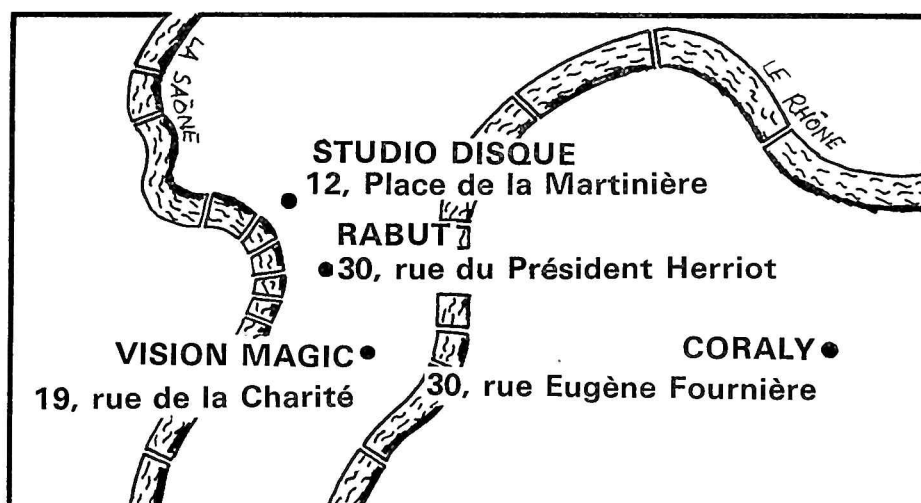 LA SAÔNE
LE RHÔNE
STUDIO DISQUE
12, Place de la Martinière
RABUT
30, rue du Président Herriot
VISION MAGIC
19, rue de la Charité
CORALY
30, rue Eugène Fournière